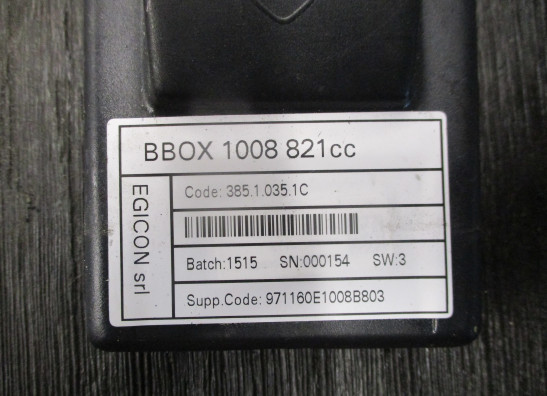 BBOX 1008 821cc
EGICON srl
Code: 385.1.035.1C
Batch:1515 SN:000154 SW:3
Supp.Code: 971160E1008B803